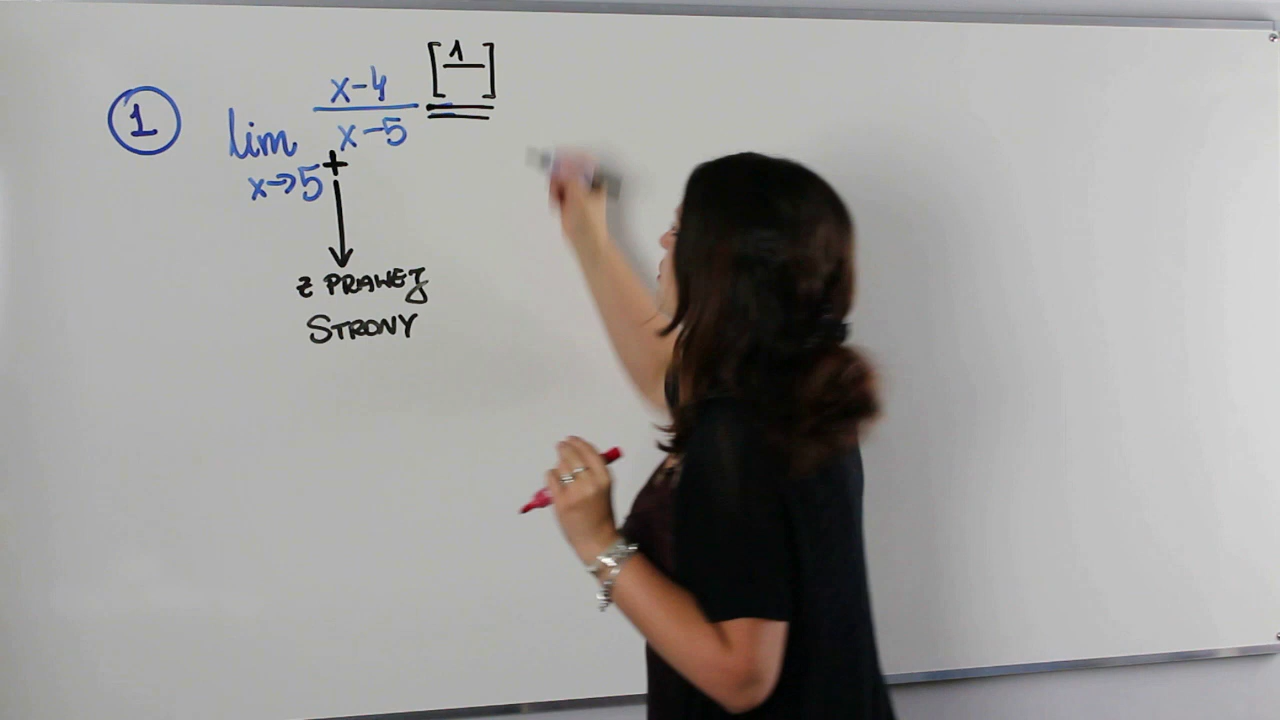 ① lim x→5⁺ (x-4)/(x-5) = [1/ ]
z PRAWEJ
STRONY